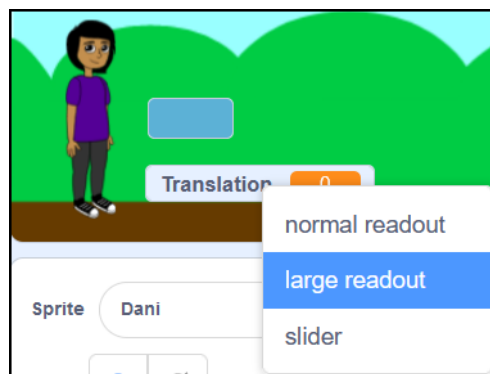 Translation 0
normal readout
large readout
slider
Sprite Dani